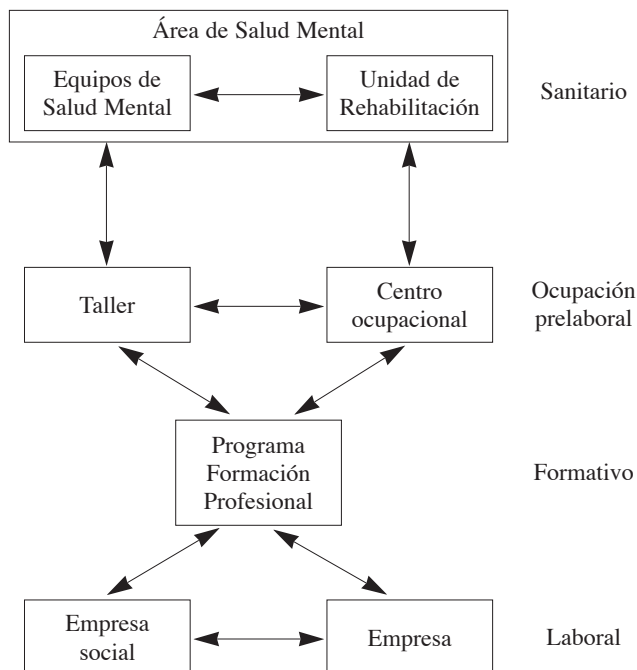 Área de Salud Mental
Equipos de
Salud Mental
Unidad de
Rehabilitación
Sanitario
Taller
Centro
ocupacional
Ocupación
prelaboral
Programa
Formación
Profesional
Formativo
Empresa
social
Empresa
Laboral